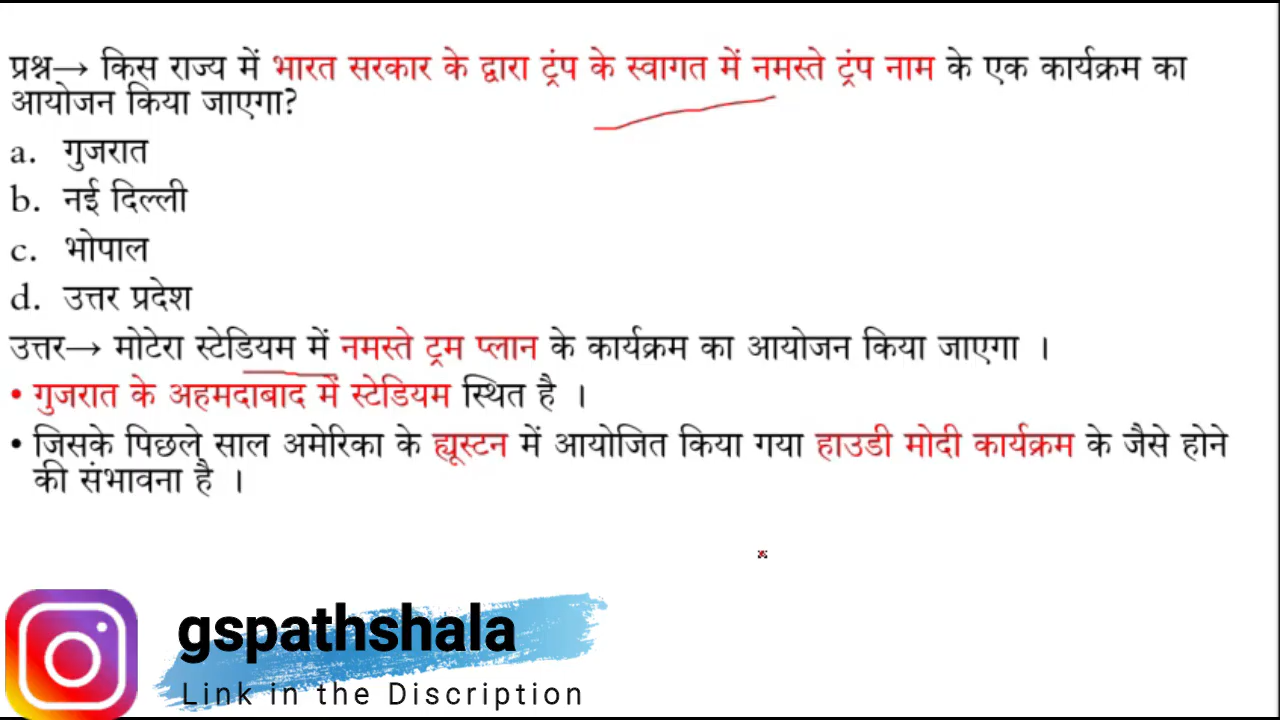 प्रश्न→ किस राज्य में भारत सरकार के द्वारा ट्रंप के स्वागत में नमस्ते ट्रंप नाम के एक कार्यक्रम का
आयोजन किया जाएगा?
a. गुजरात
b. नई दिल्ली
c. भोपाल
d. उत्तर प्रदेश
उत्तर→ मोटेरा स्टेडियम में नमस्ते ट्रम प्लान के कार्यक्रम का आयोजन किया जाएगा ।
• गुजरात के अहमदाबाद में स्टेडियम स्थित है ।
• जिसके पिछले साल अमेरिका के ह्यूस्टन में आयोजित किया गया हाउडी मोदी कार्यक्रम के जैसे होने
की संभावना है ।
gspathshala
Link in the Discription